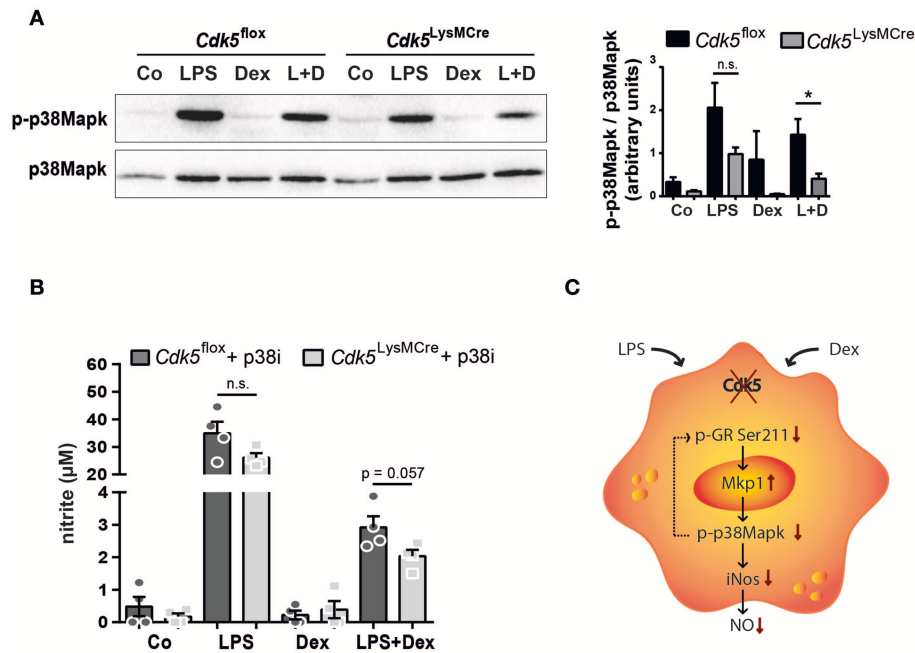 A
Cdk5flox
Cdk5LysMCre
Co LPS Dex L+D Co LPS Dex L+D
p-p38Mapk
p38Mapk
Cdk5flox Cdk5LysMCre
p-p38Mapk / p38Mapk
(arbitrary units)
3
2
1
0
n.s.
*
Co LPS Dex L+D
B
Cdk5flox + p38i Cdk5LysMCre + p38i
nitrite (µM)
60
50
40
30
20
4
2
0
n.s.
p = 0.057
Co LPS Dex LPS+Dex
C
LPS
Dex
Cdk5
p-GR Ser211
Mkp1
p-p38Mapk
iNos
NO